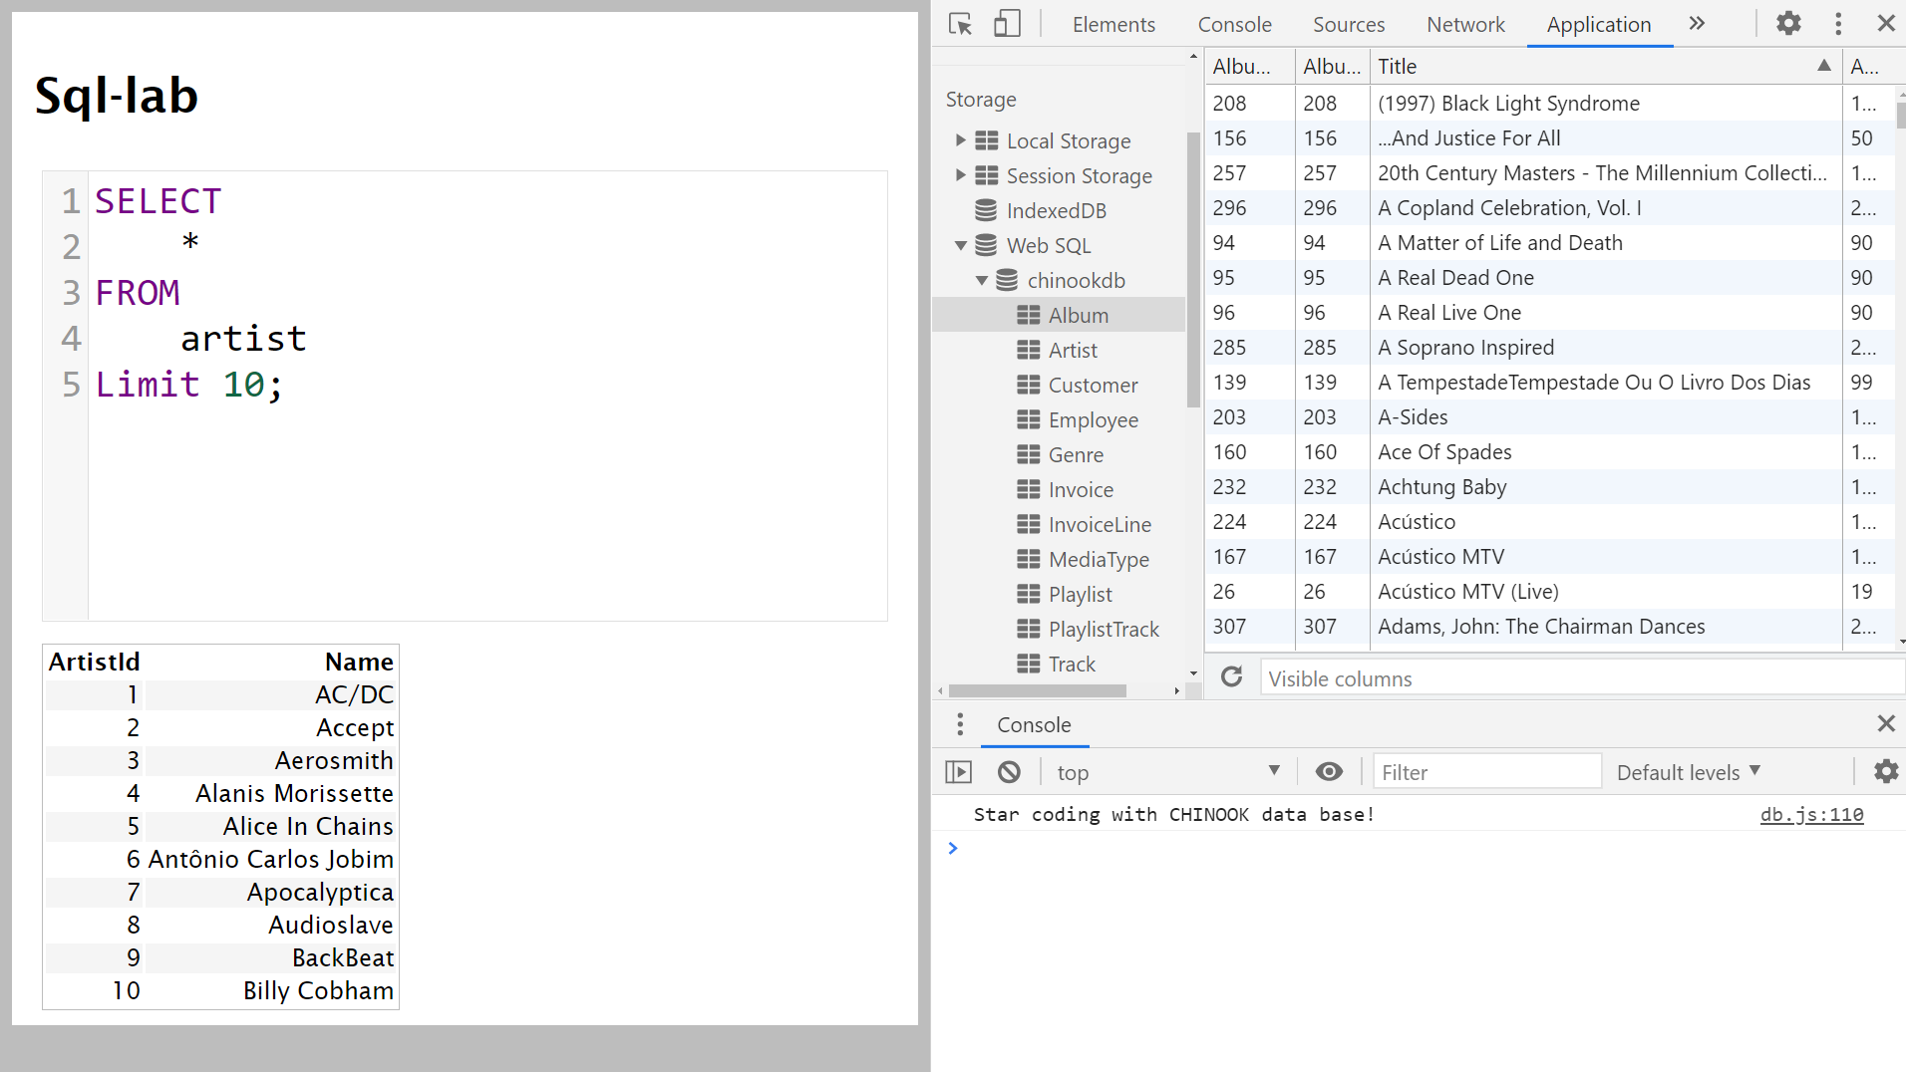 Sql-lab
1 SELECT
2 *
3 FROM
4 artist
5 Limit 10;
ArtistId Name
1 AC/DC
2 Accept
3 Aerosmith
4 Alanis Morissette
5 Alice In Chains
6 Antônio Carlos Jobim
7 Apocalyptica
8 Audioslave
9 BackBeat
10 Billy Cobham
Elements Console Sources Network Application »
Storage
Local Storage
Session Storage
IndexedDB
Web SQL
chinookdb
Album
Artist
Customer
Employee
Genre
Invoice
InvoiceLine
MediaType
Playlist
PlaylistTrack
Track
Albu... Albu... Title A...
208 208 (1997) Black Light Syndrome 1...
156 156 ...And Justice For All 50
257 257 20th Century Masters - The Millennium Collecti... 1...
296 296 A Copland Celebration, Vol. I 2...
94 94 A Matter of Life and Death 90
95 95 A Real Dead One 90
96 96 A Real Live One 90
285 285 A Soprano Inspired 2...
139 139 A TempestadeTempestade Ou O Livro Dos Dias 99
203 203 A-Sides 1...
160 160 Ace Of Spades 1...
232 232 Achtung Baby 1...
224 224 Acústico 1...
167 167 Acústico MTV 1...
26 26 Acústico MTV (Live) 19
307 307 Adams, John: The Chairman Dances 2...
Visible columns
Console
top Filter Default levels
Star coding with CHINOOK data base! db.js:110
>